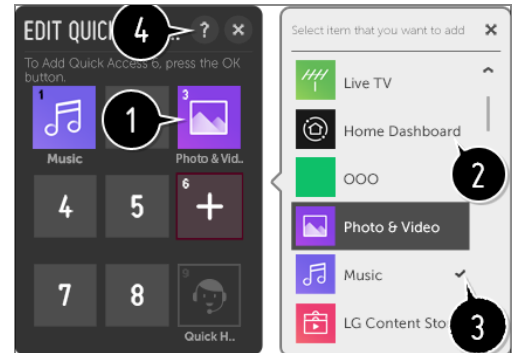 EDIT QUIC
..
4
?
To Add Quick Access 6, press the OK
button.
1
Music
1
3
Photo & Vid..
4
5
6
7
8
9
Quick H..
Select item that you want to add
Live TV
Home Dashboard
2
OOO
Photo & Video
Music
LG Content Sto
3